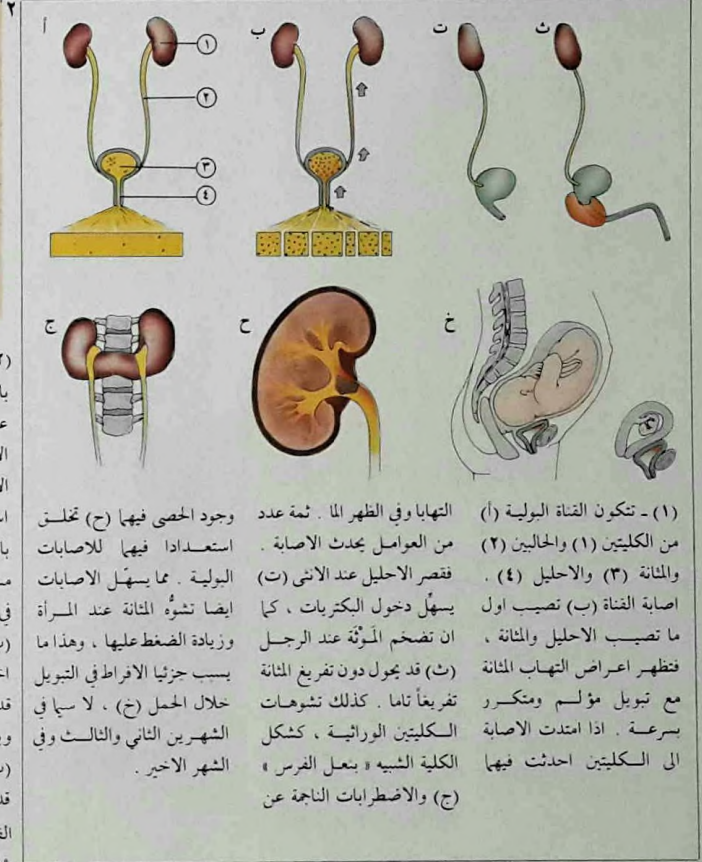 ٢
أ
ب
ت
ث
١
٢
٣
٤
ج
ح
خ
(١) ـ تتكون القناة البولية (أ)
من الكليتين (١) والحالبين (٢)
والمثانة (٣) والاحليل (٤) .
اصابة القناة (ب) تصيب اول
ما تصيب الاحليل والمثانة ،
فتظهر اعراض التهاب المثانة
مع تبويل مؤلم ومتكرر
بسرعة . اذا امتدت الاصابة
الى الكليتين احدثت فيهما
التهابا وفي الظهر الما . ثمة عدد
من العوامل يحدث الاصابة .
فقصر الاحليل عند الانثى (ت)
يسهّل دخول البكتريات ، كما
ان تضخم المَوْثَة عند الرجل
(ث) قد يحول دون تفريغ المثانة
تفريغاً تاما . كذلك تشوهات
الكليتين الوراثية ، كشكل
الكلية الشبيه « بنعل الفرس »
(ج) والاضطرابات الناجمة عن
وجود الحصى فيهما (ح) تخلق
استعدادا فيهما للاصابات
البولية . مما يسهّل الاصابات
ايضا تشوُّه المثانة عند المرأة
وزيادة الضغط عليها ، وهذا ما
يسبب جزئيا الافراط في التبويل
خلال الحمل (خ) ، لا سيما في
الشهرين الثاني والثالث وفي
الشهر الاخير .